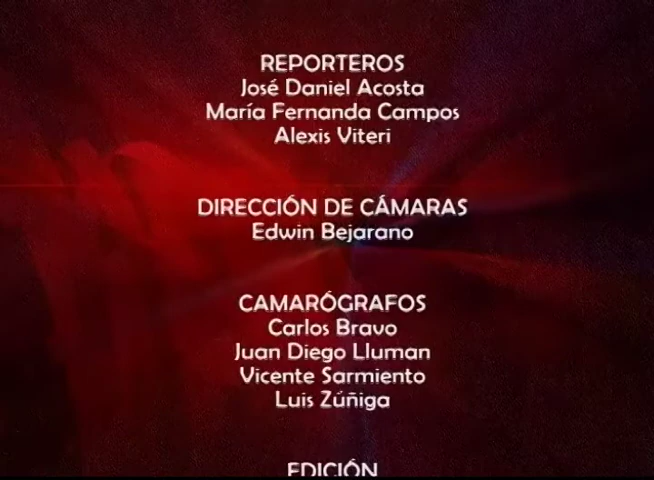 REPORTEROS
José Daniel Acosta
María Fernanda Campos
Alexis Viteri
DIRECCIÓN DE CÁMARAS
Edwin Bejarano
CAMARÓGRAFOS
Carlos Bravo
Juan Diego Lluman
Vicente Sarmiento
Luis Zúñiga
EDICIÓN